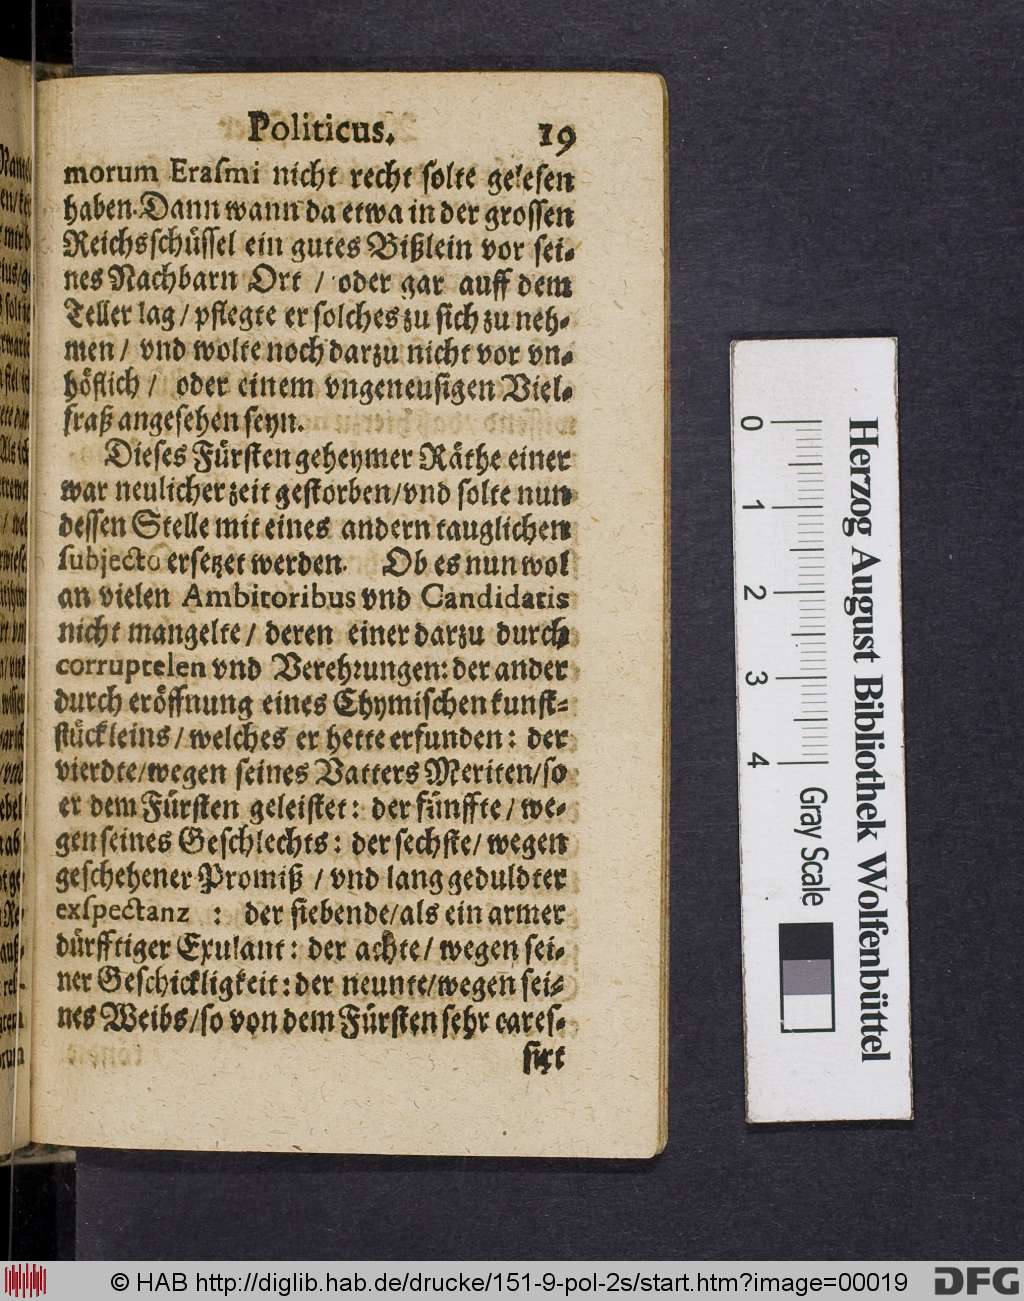 Politicus. 19
morum Eraſmi nicht recht ſolte geleſen
haben. Dann wann da etwa in der groſſen
Reichsſchüſſel ein gutes Bißlein vor ſei-
nes Nachbarn Ort / oder gar auff dem
Teller lag / pflegte er ſolches zu ſich zu neh-
men / vnd wolte noch darzu nicht vor vn-
höflich / oder einem vngeneuſigen Viel-
fraß angeſehen ſeyn.
Dieſes Fürſten geheymer Räthe einer
war neulicher zeit geſtorben / vnd ſolte nun
deſſen Stelle mit eines andern tauglichen
ſubjecto erſetzet werden. Ob es nun wol
an vielen Ambitoribus vnd Candidatis
nicht mangelte / deren einer darzu durch
corruptelen vnd Verehrungen: der ander
durch eröffnung eines Chymiſchen kunſt-
ſtückleins / welches er hette erfunden: der
vierdte / wegen ſeines Vatters Meriten / ſo
er dem Fürſten geleiſtet: der fünffte / we-
gen ſeines Geſchlechts: der ſechſte / wegen
geſchehener Promiß / vnd lang geduldter
exſpectanz : der ſiebende / als ein armer
dürfftiger Exulant: der achte / wegen ſei-
ner Geſchickligkeit: der neunte / wegen ſei-
nes Weibs / ſo von dem Fürſten ſehr careſ-
ſirt
0 1 2 3 4
Gray Scale
Herzog August Bibliothek Wolfenbüttel
© HAB http://diglib.hab.de/drucke/151-9-pol-2s/start.htm?image=00019
DFG